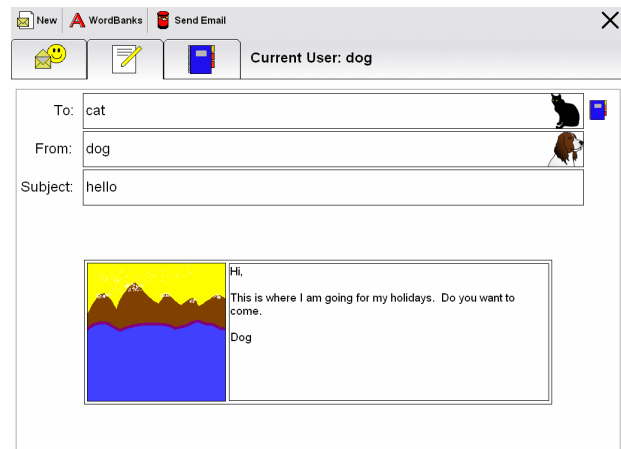 New WordBanks Send Email
Current User: dog
To: cat
From: dog
Subject: hello
Hi,
This is where I am going for my holidays. Do you want to
come.
Dog